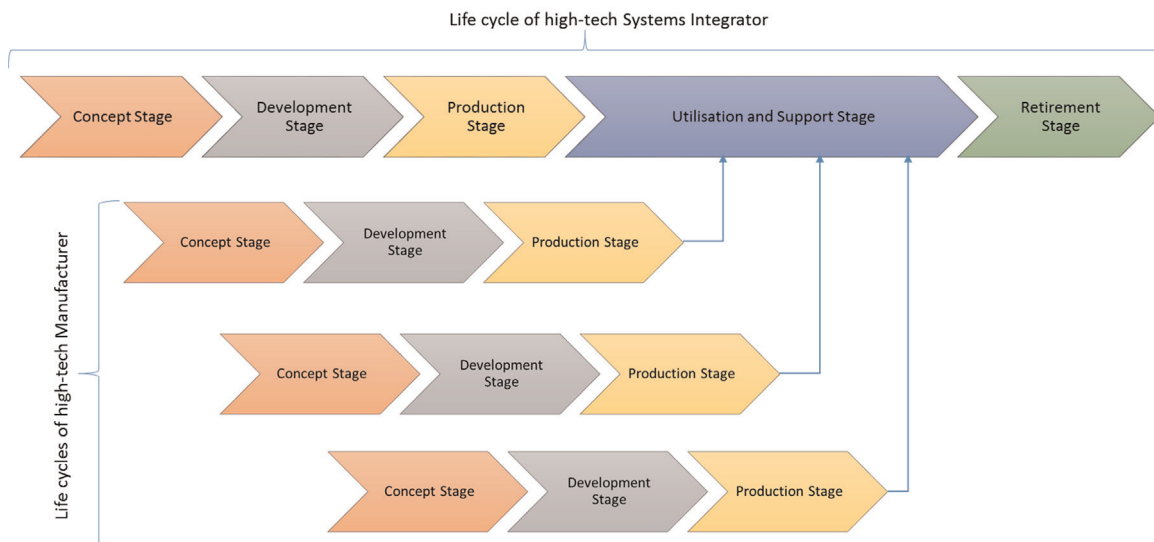 Life cycle of high-tech Systems Integrator
Concept Stage
Development
Stage
Production
Stage
Utilisation and Support Stage
Retirement
Stage
Life cycles of high-tech Manufacturer
Concept Stage
Development
Stage
Production Stage
Concept Stage
Development
Stage
Production Stage
Concept Stage
Development
Stage
Production Stage